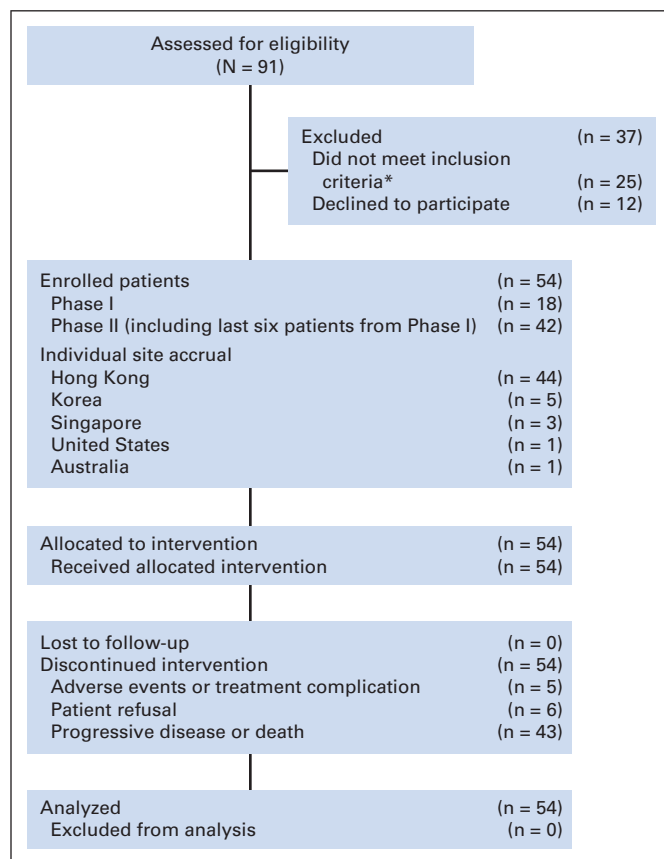 Assessed for eligibility
(N = 91)
Excluded (n = 37)
Did not meet inclusion
criteria* (n = 25)
Declined to participate (n = 12)
Enrolled patients (n = 54)
Phase I (n = 18)
Phase II (including last six patients from Phase I) (n = 42)
Individual site accrual
Hong Kong (n = 44)
Korea (n = 5)
Singapore (n = 3)
United States (n = 1)
Australia (n = 1)
Allocated to intervention (n = 54)
Received allocated intervention (n = 54)
Lost to follow-up (n = 0)
Discontinued intervention (n = 54)
Adverse events or treatment complication (n = 5)
Patient refusal (n = 6)
Progressive disease or death (n = 43)
Analyzed (n = 54)
Excluded from analysis (n = 0)